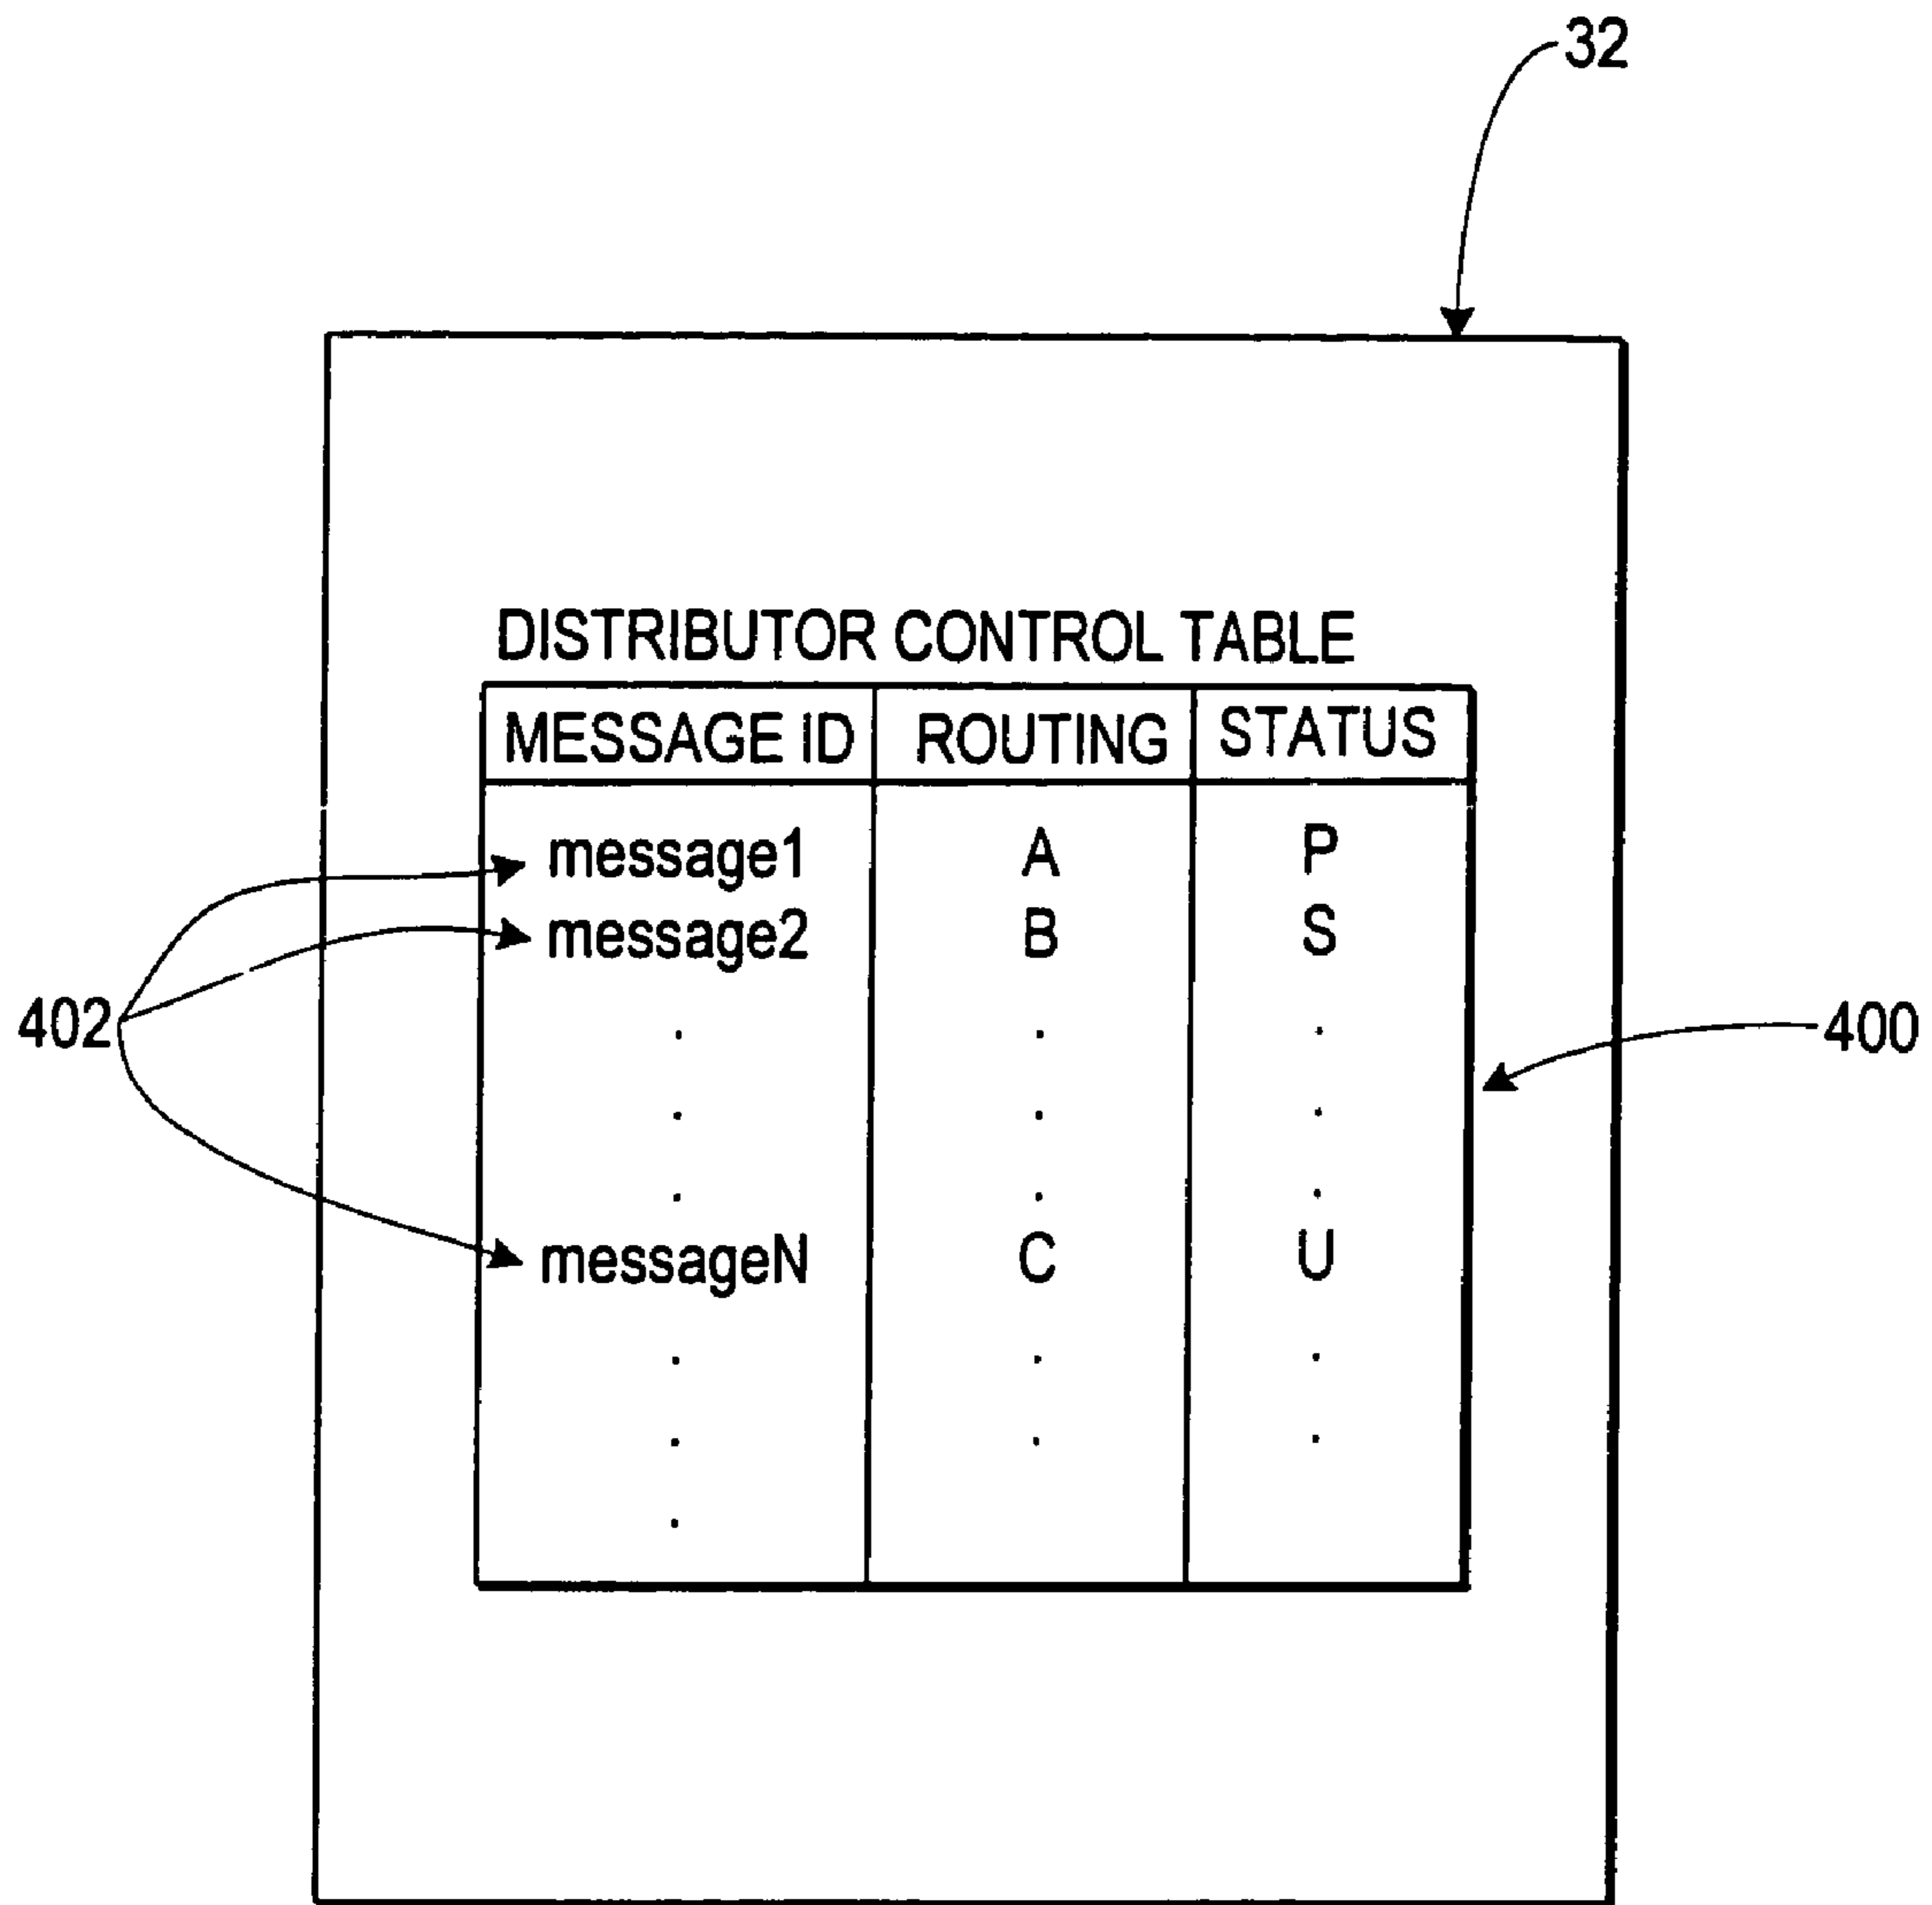 32
DISTRIBUTOR CONTROL TABLE
MESSAGE ID ROUTING STATUS
message1 A P
message2 B S
402
400
messageN C U